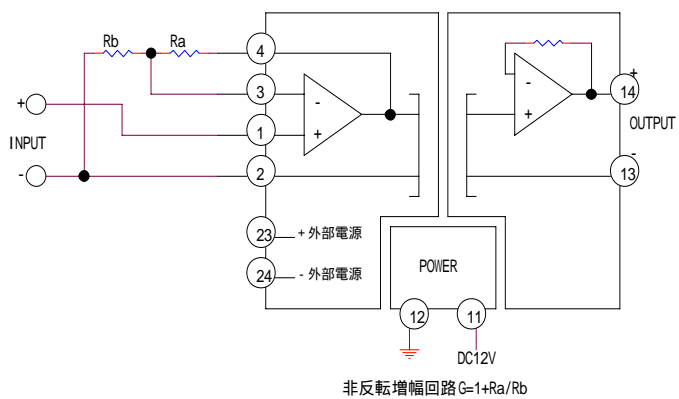 Rb Ra 4
3 - - + 14
+ 1 + + OUTPUT
INPUT
- 2 - 13
23 + 外部電源
24 - 外部電源
POWER
12 11
DC12V
非反転増幅回路 G=1+Ra/Rb